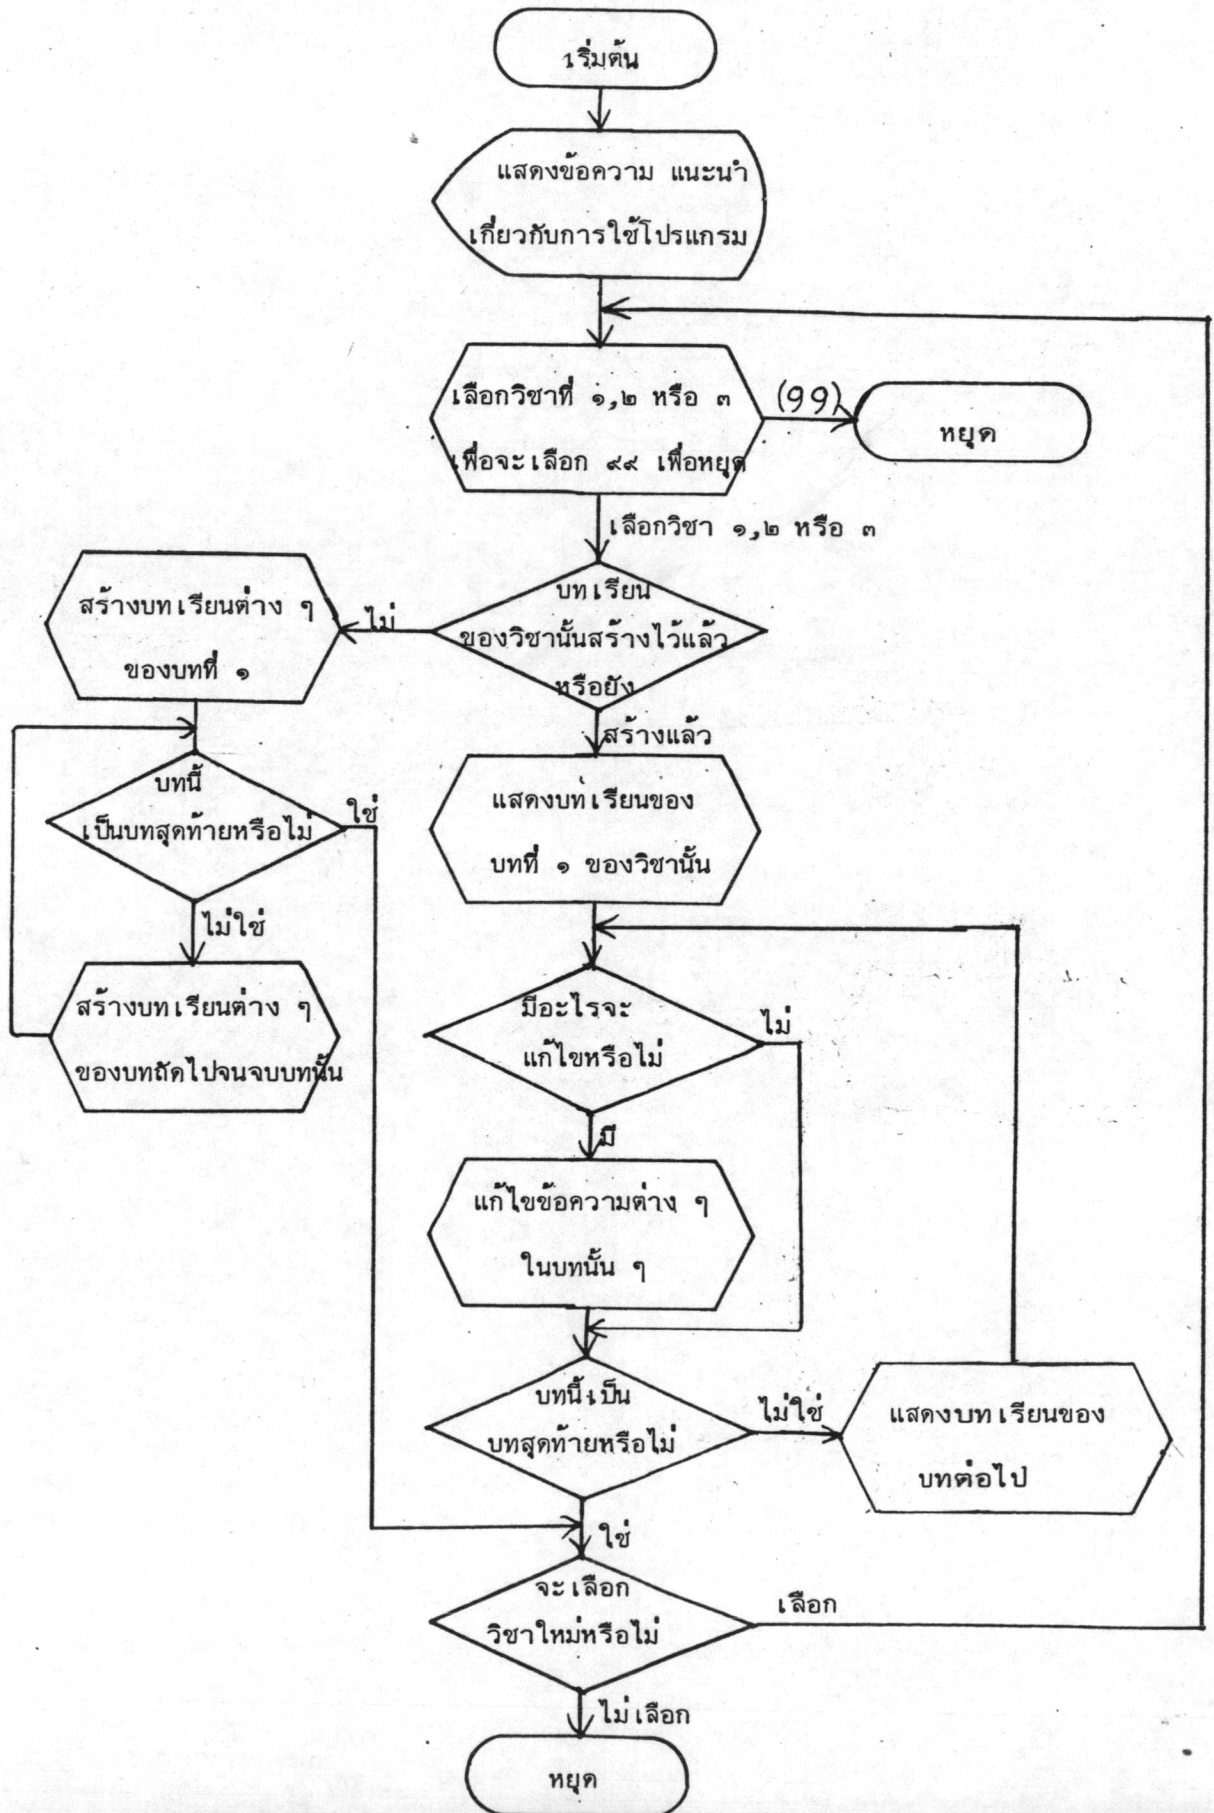 เริ่มต้น
แสดงข้อความ แนะนำ
เกี่ยวกับการใช้โปรแกรม
เลือกวิชาที่ ๑,๒ หรือ ๓
เพื่อจะเลือก ๙๙ เพื่อหยุด
(99)
หยุด
เลือกวิชา ๑,๒ หรือ ๓
บทเรียน
ของวิชานั้นสร้างไว้แล้ว
หรือยัง
ไม่
สร้างบทเรียนต่าง ๆ
ของบทที่ ๑
บทนี้
เป็นบทสุดท้ายหรือไม่
ใช่
ไม่ใช่
สร้างบทเรียนต่าง ๆ
ของบทถัดไปจนจบบทนั้น
สร้างแล้ว
แสดงบทเรียนของ
บทที่ ๑ ของวิชานั้น
มีอะไรจะ
แก้ไขหรือไม่
ไม่
มี
แก้ไขข้อความต่าง ๆ
ในบทนั้น ๆ
บทนี้เป็น
บทสุดท้ายหรือไม่
ไม่ใช่
แสดงบทเรียนของ
บทต่อไป
ใช่
จะเลือก
วิชาใหม่หรือไม่
เลือก
ไม่เลือก
หยุด